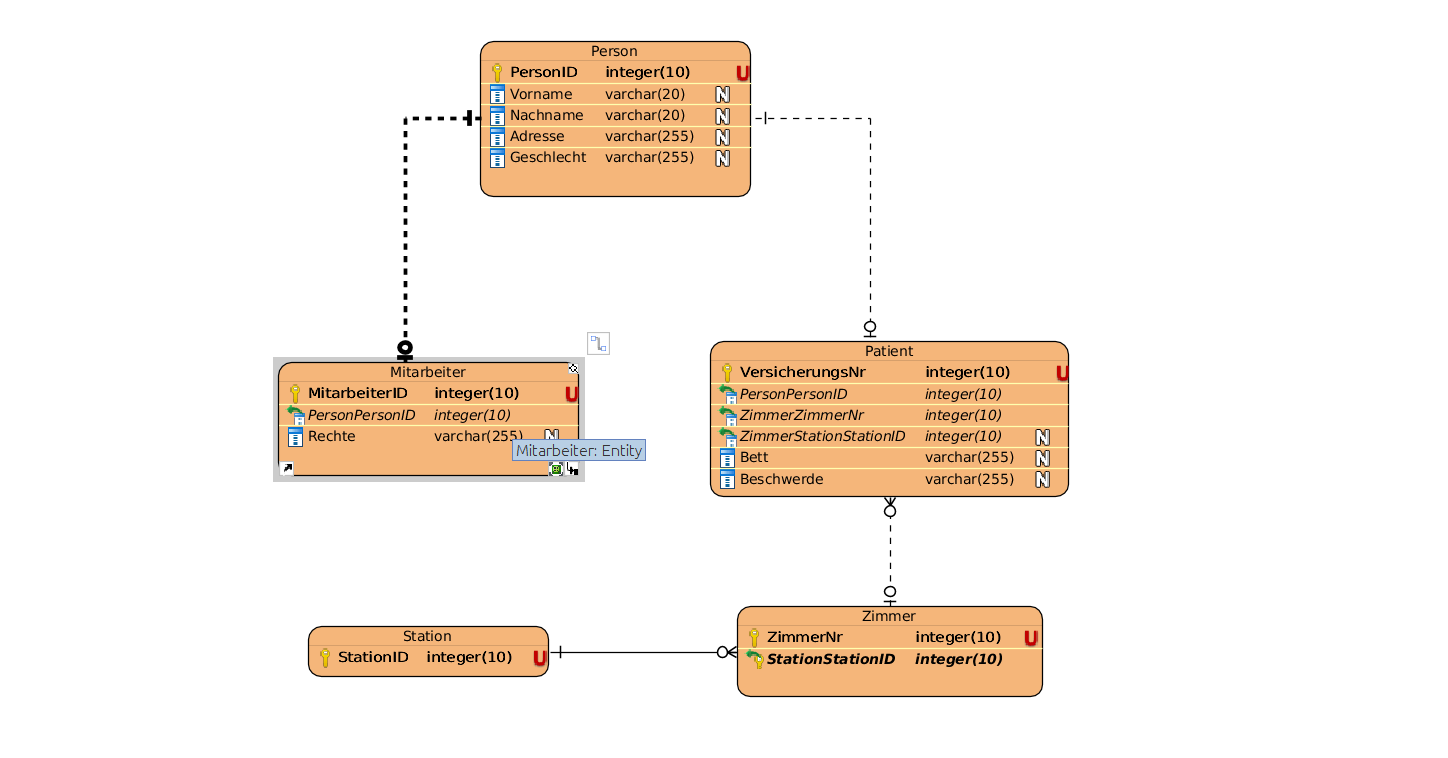 Person
PersonID integer(10) U
Vorname varchar(20) N
Nachname varchar(20) N
Adresse varchar(255) N
Geschlecht varchar(255) N
Mitarbeiter
MitarbeiterID integer(10) U
PersonPersonID integer(10)
Rechte varchar(255) N
Mitarbeiter: Entity
Patient
VersicherungsNr integer(10) U
PersonPersonID integer(10)
ZimmerZimmerNr integer(10)
ZimmerStationStationID integer(10) N
Bett varchar(255) N
Beschwerde varchar(255) N
Station
StationID integer(10) U
Zimmer
ZimmerNr integer(10) U
StationStationID integer(10)